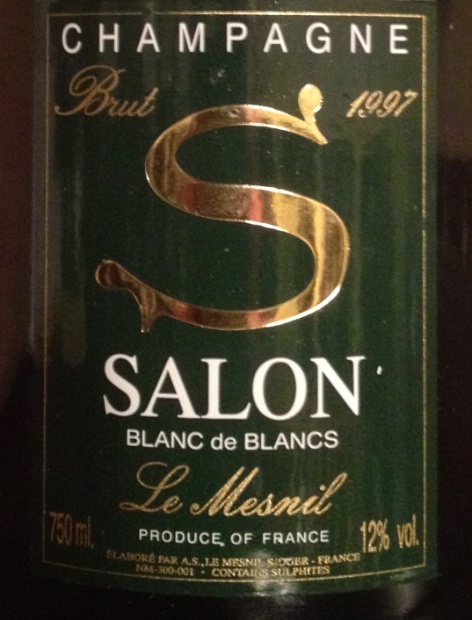 CHAMPAGNE
Brut 1997
S
SALON
BLANC de BLANCS
Le Mesnil
750 ml. PRODUCE OF FRANCE 12% vol.
ÉLABORÉ PAR A.S., LE MESNIL S/OGER - FRANCE
NM-300-001 • CONTAINS SULPHITES